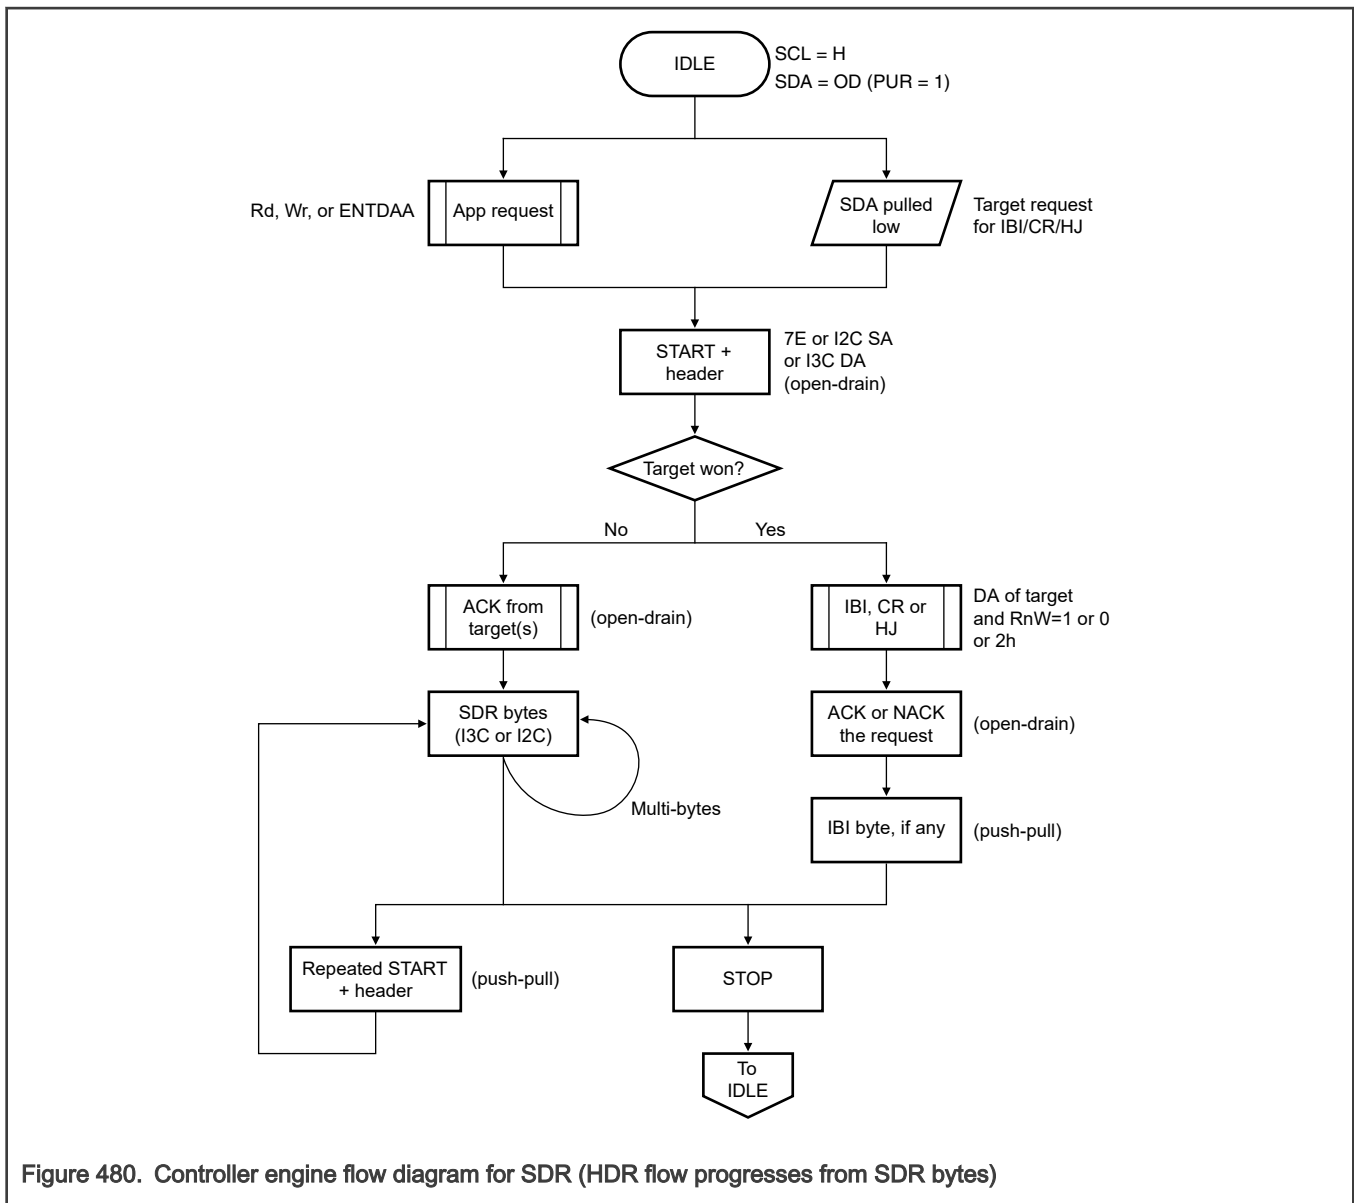 IDLE
SCL = H
SDA = OD (PUR = 1)
Rd, Wr, or ENTDAA
App request
SDA pulled
low
Target request
for IBI/CR/HJ
START +
header
7E or I2C SA
or I3C DA
(open-drain)
Target won?
No
Yes
ACK from
target(s)
(open-drain)
IBI, CR or
HJ
DA of target
and RnW=1 or 0
or 2h
SDR bytes
(I3C or I2C)
Multi-bytes
ACK or NACK
the request
(open-drain)
IBI byte, if any
(push-pull)
Repeated START
+ header
(push-pull)
STOP
To
IDLE
Figure 480. Controller engine flow diagram for SDR (HDR flow progresses from SDR bytes)